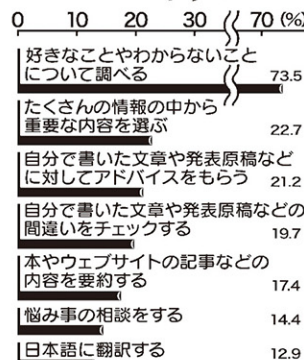 0 10 20 30 70 (%)
好きなことやわからないこと
について調べる
73.5
たくさんの情報の中から
重要な内容を選ぶ
22.7
自分で書いた文章や発表原稿など
に対してアドバイスをもらう
21.2
自分で書いた文章や発表原稿などの
間違いをチェックする
19.7
本やウェブサイトの記事などの
内容を要約する
17.4
悩み事の相談をする
14.4
日本語に翻訳する
12.9